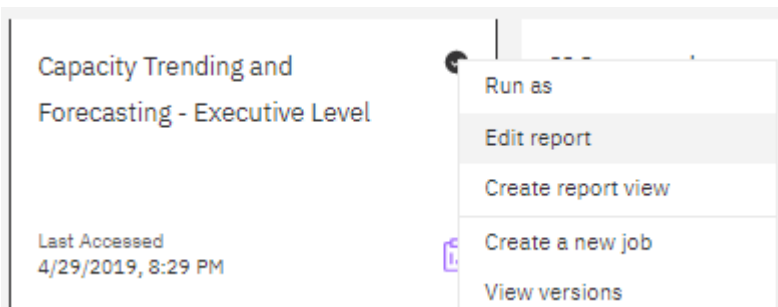 Capacity Trending and
Forecasting - Executive Level
Last Accessed
4/29/2019, 8:29 PM
Run as
Edit report
Create report view
Create a new job
View versions